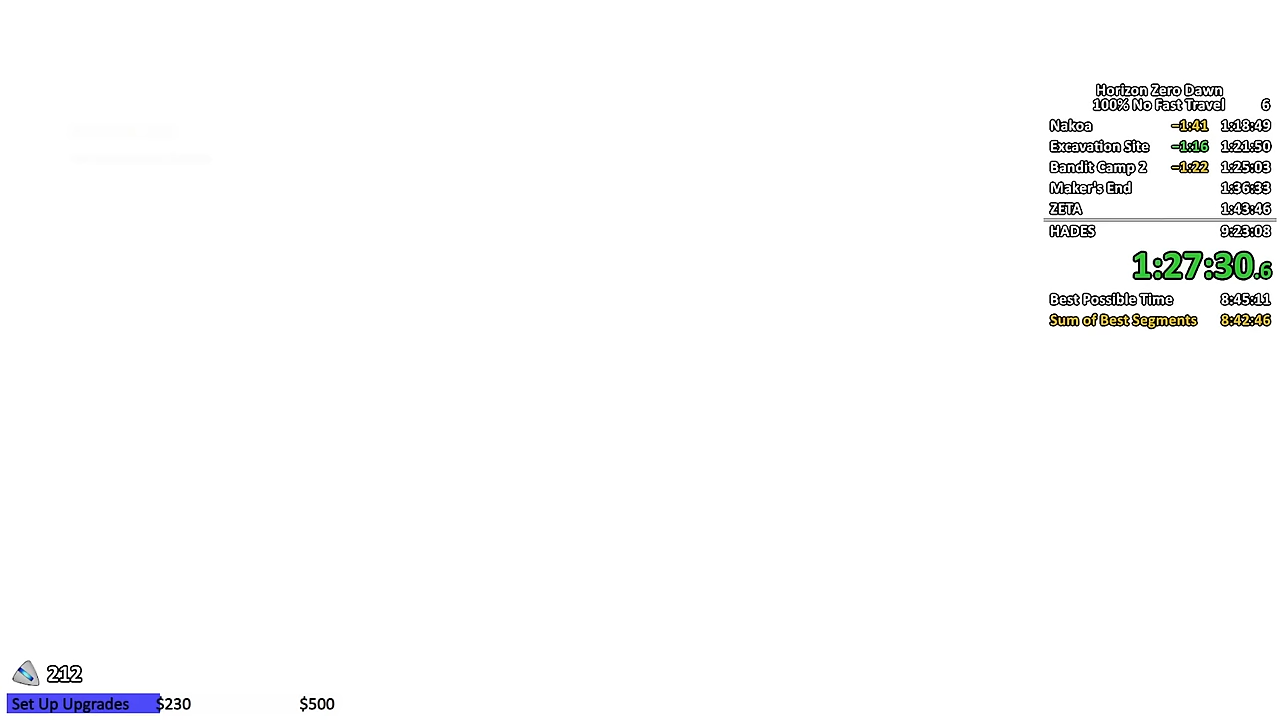 Horizon Zero Dawn
100% No Fast Travel 6
Nakoa −1:41 1:18:49
Excavation Site −1:16 1:21:50
Bandit Camp 2 −1:22 1:25:03
Maker's End 1:36:33
ZETA 1:43:46
HADES 9:23:08
1:27:30.6
Best Possible Time 8:45:11
Sum of Best Segments 8:42:46
212
Set Up Upgrades $230 $500